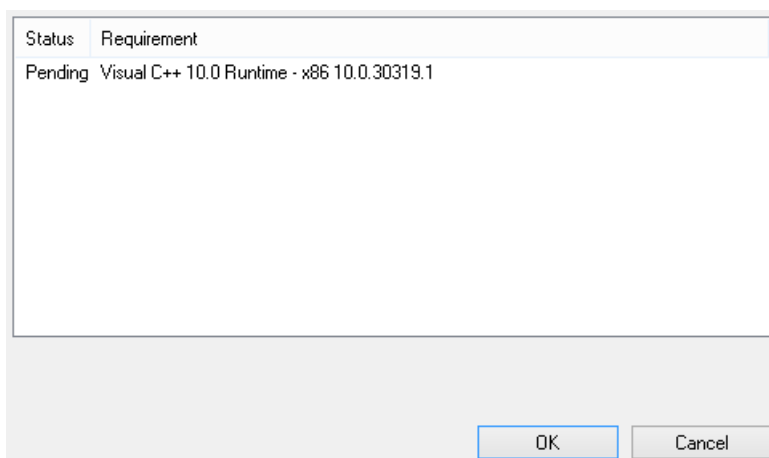 Status Requirement
Pending Visual C++ 10.0 Runtime - x86 10.0.30319.1
OK Cancel